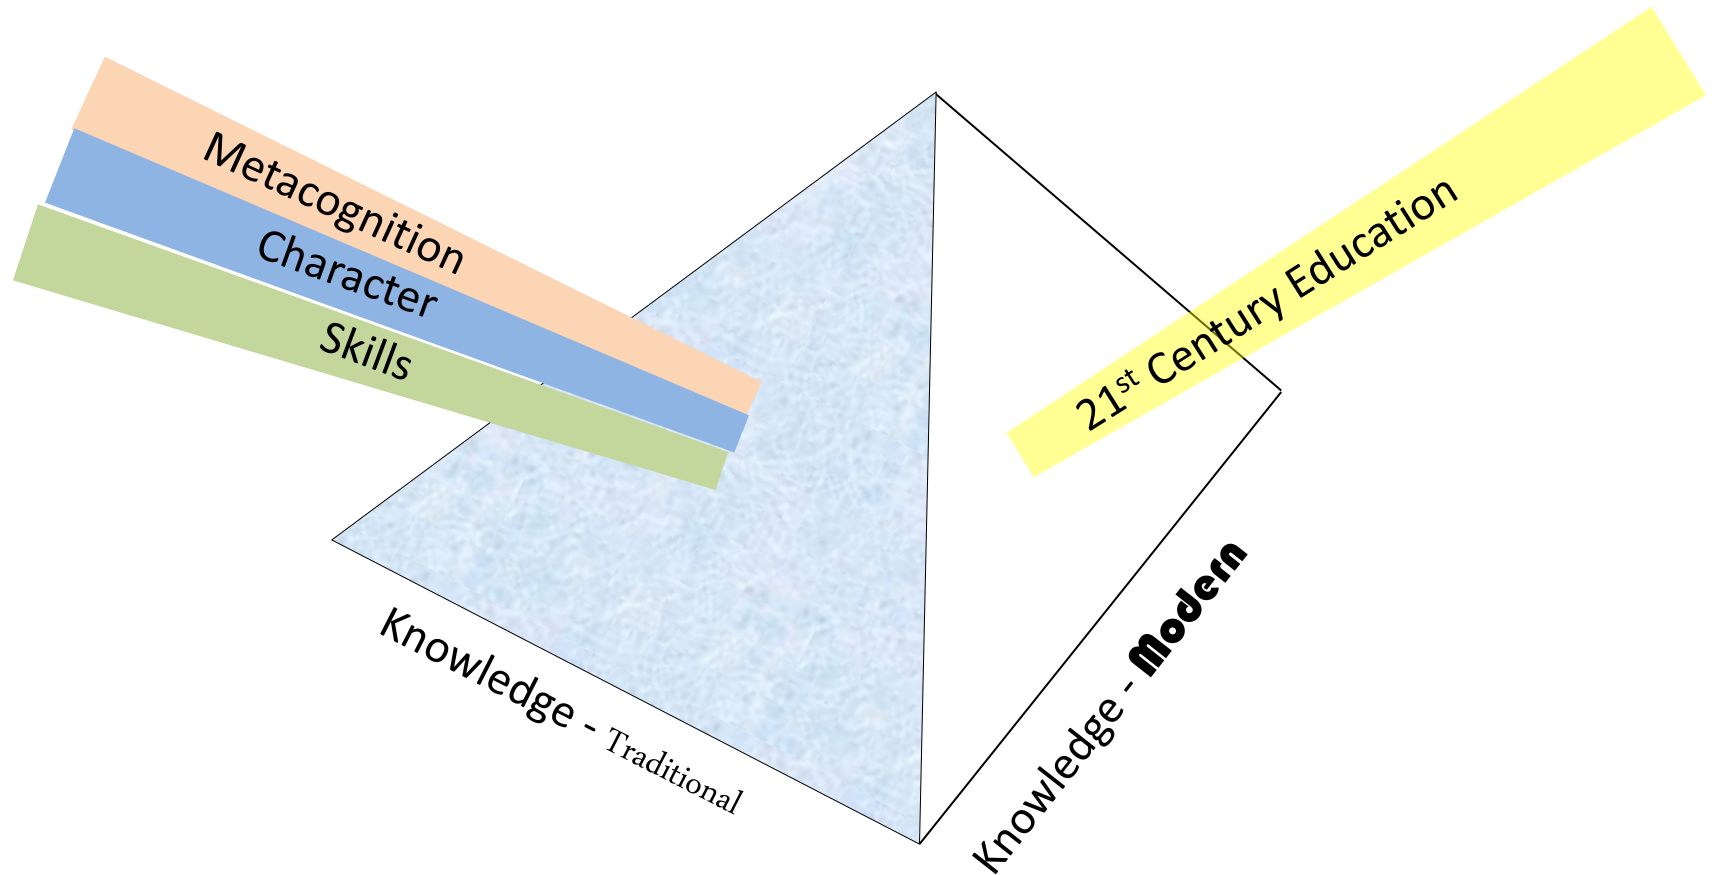 Metacognition
Character
Skills
21st Century Education
Knowledge - Traditional
Knowledge - Modern